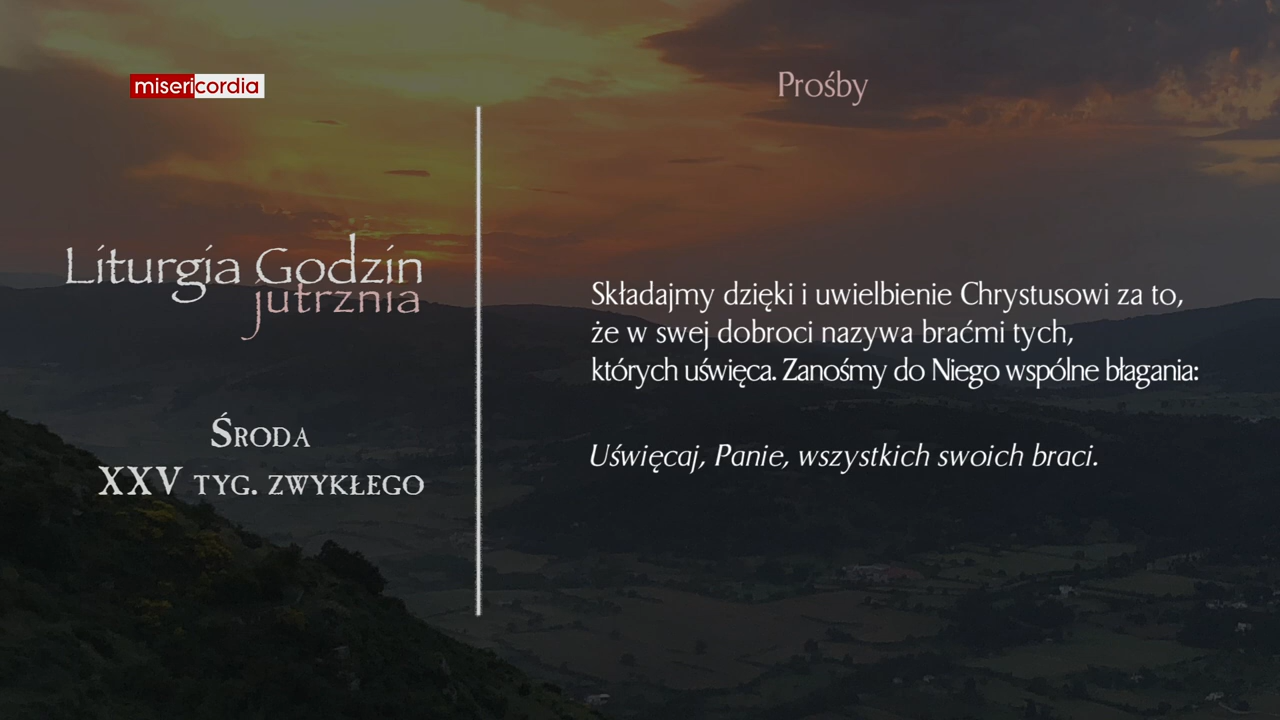 misericordia
Liturgia Godzin
jutrznia
Środa
XXV tyg. zwykłego
Prośby
Składajmy dzięki i uwielbienie Chrystusowi za to,
że w swej dobroci nazywa braćmi tych,
których uświęca. Zanośmy do Niego wspólne błagania:
Uświęcaj, Panie, wszystkich swoich braci.